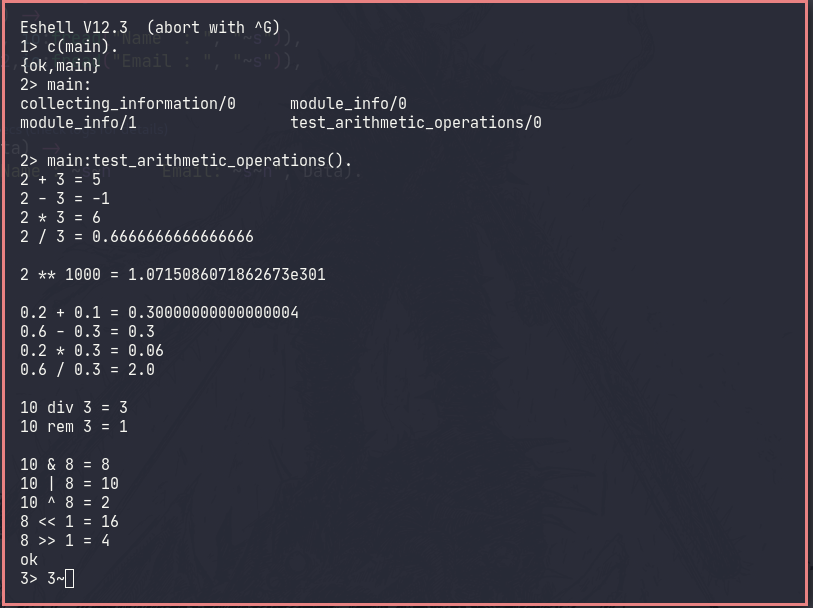 Eshell V12.3  (abort with ^G)
1> c(main).
{ok,main}
2> main:
collecting_information/0      module_info/0
module_info/1                 test_arithmetic_operations/0
2> main:test_arithmetic_operations().
2 + 3 = 5
2 - 3 = -1
2 * 3 = 6
2 / 3 = 0.6666666666666666
2 ** 1000 = 1.0715086071862673e301
0.2 + 0.1 = 0.30000000000000004
0.6 - 0.3 = 0.3
0.2 * 0.3 = 0.06
0.6 / 0.3 = 2.0
10 div 3 = 3
10 rem 3 = 1
10 & 8 = 8
10 | 8 = 10
10 ^ 8 = 2
8 << 1 = 16
8 >> 1 = 4
ok
3> 3~